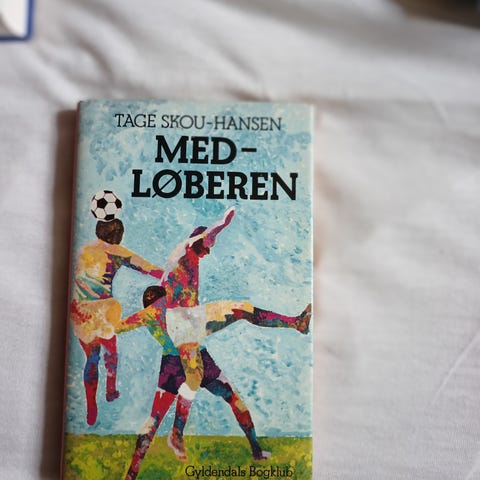 TAGE SKOU-HANSEN
MED-
LØBEREN
Gyldendals Bogklub